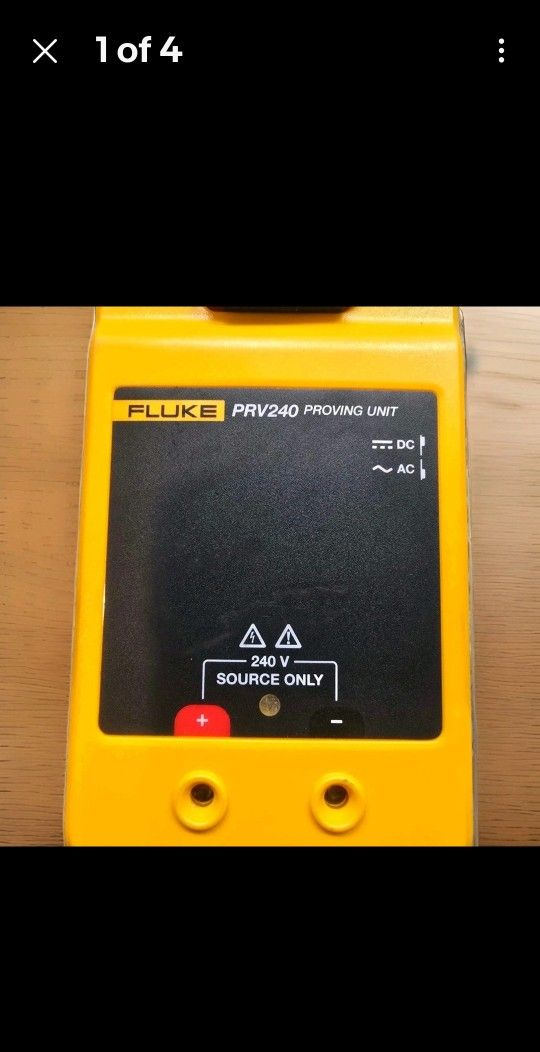 1 of 4
FLUKE PRV240 PROVING UNIT
DC
AC
240 V
SOURCE ONLY
+ -